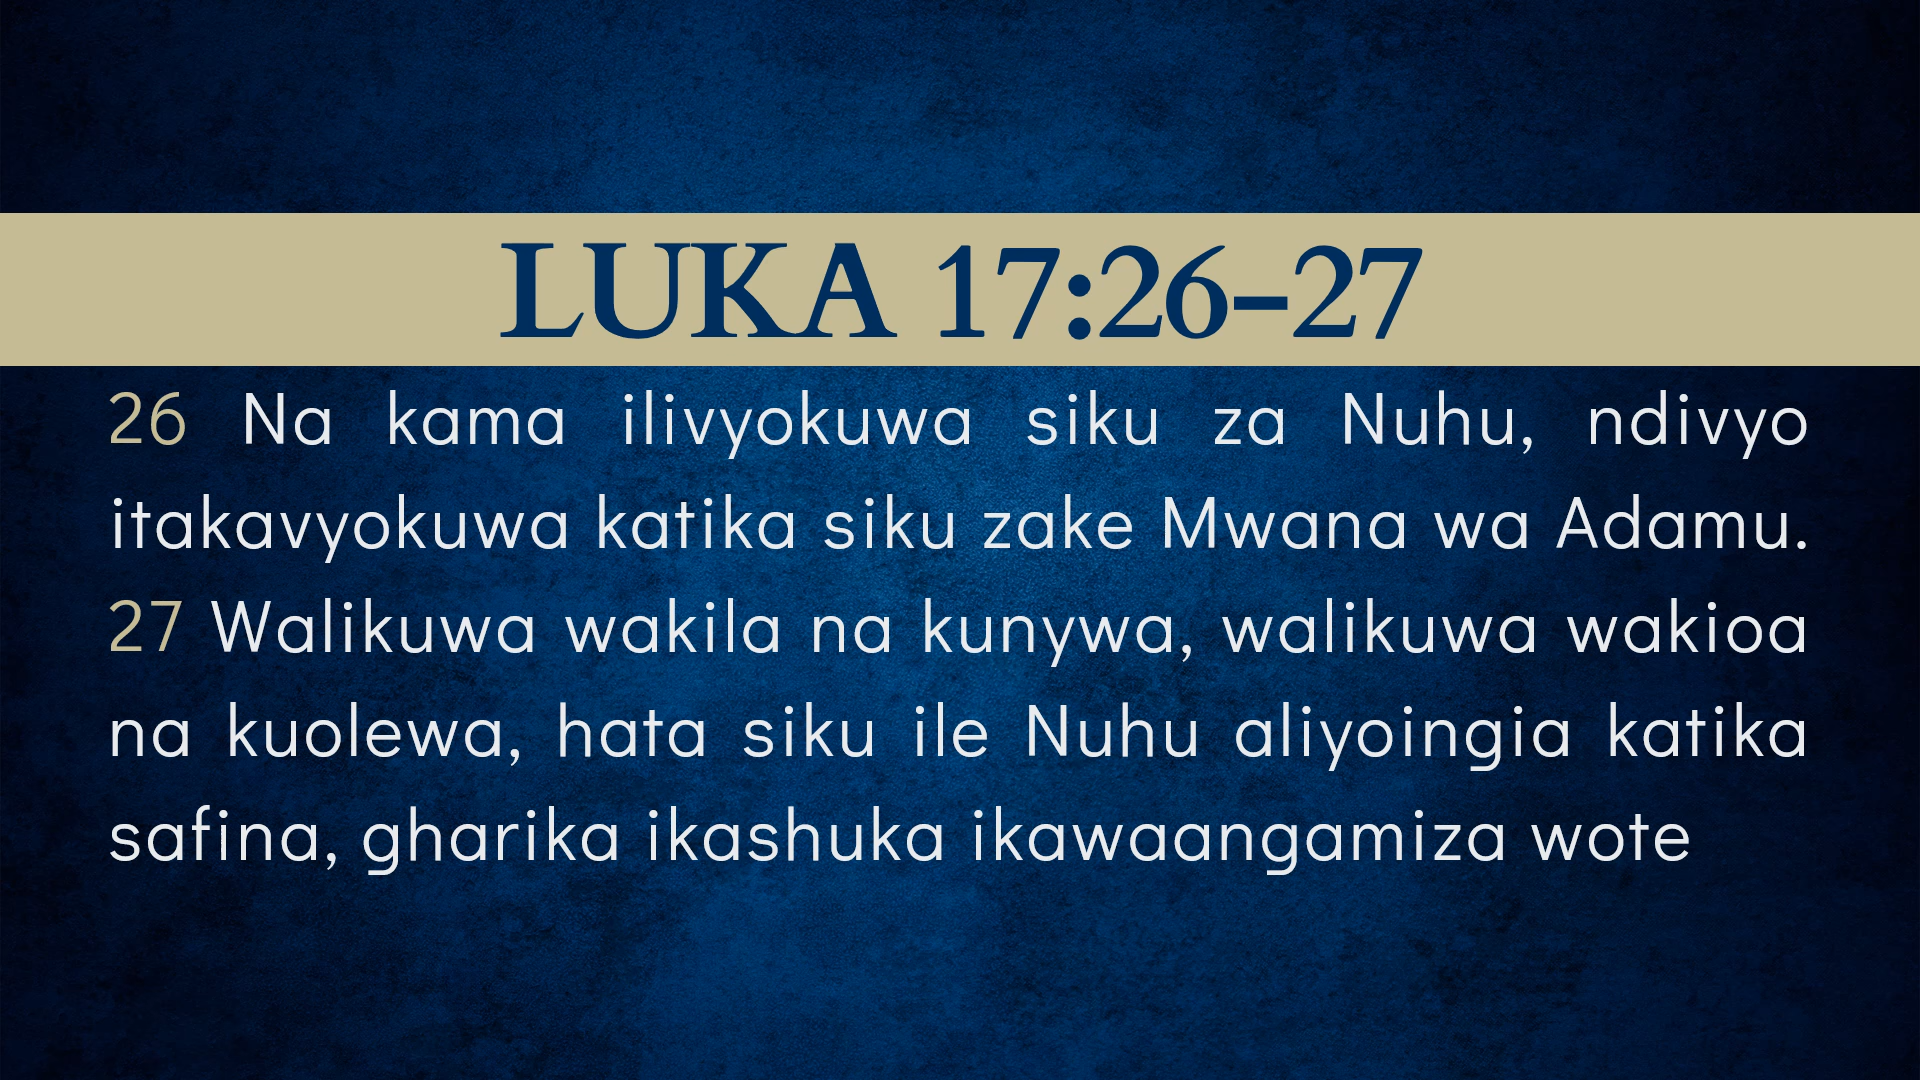 LUKA 17:26-27
26 Na kama ilivyokuwa siku za Nuhu, ndivyo
itakavyokuwa katika siku zake Mwana wa Adamu.
27 Walikuwa wakila na kunywa, walikuwa wakioa
na kuolewa, hata siku ile Nuhu aliyoingia katika
safina, gharika ikashuka ikawaangamiza wote